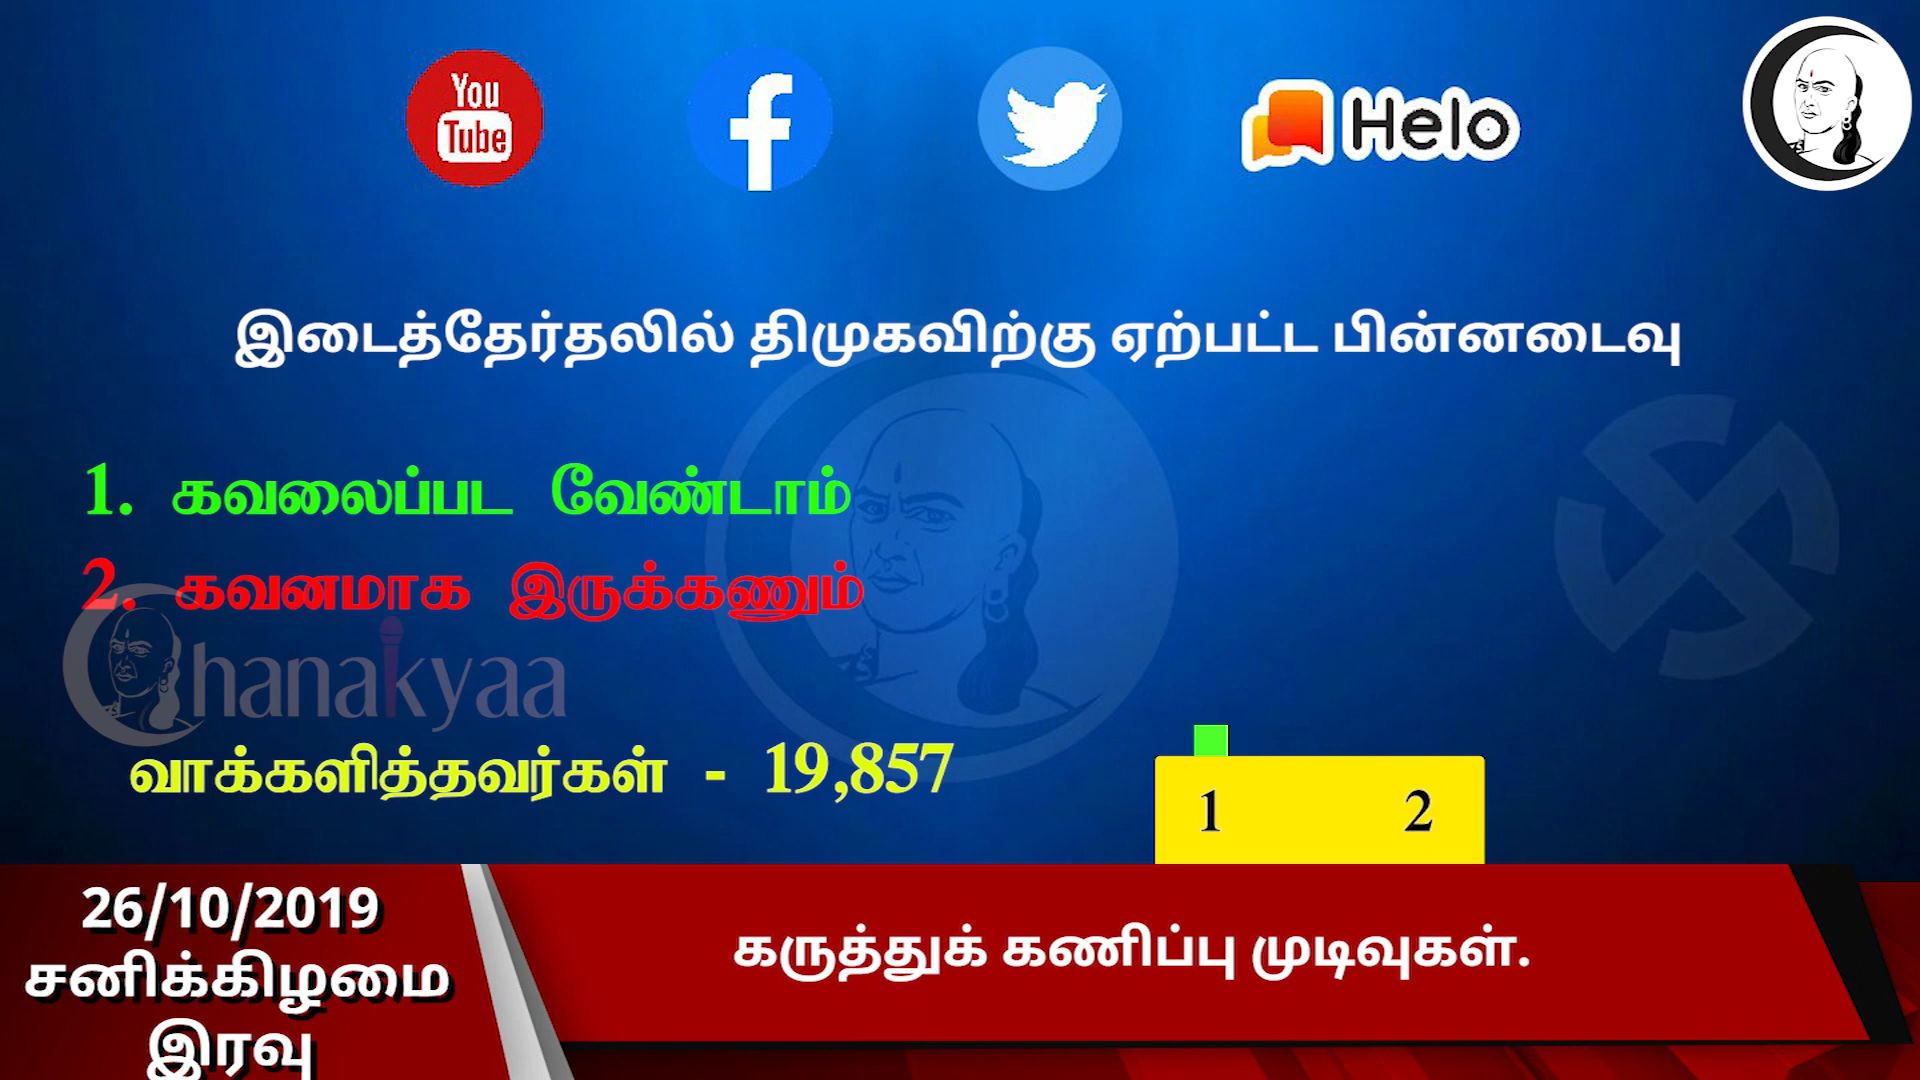 You
Tube
Helo
இடைத்தேர்தலில் திமுகவிற்கு ஏற்பட்ட பின்னடைவு
1. கவலைப்பட வேண்டாம்
2. கவனமாக இருக்கணும்
Chanakyaa
வாக்களித்தவர்கள் - 19,857
1 2
26/10/2019
சனிக்கிழமை
இரவு
கருத்துக் கணிப்பு முடிவுகள்.